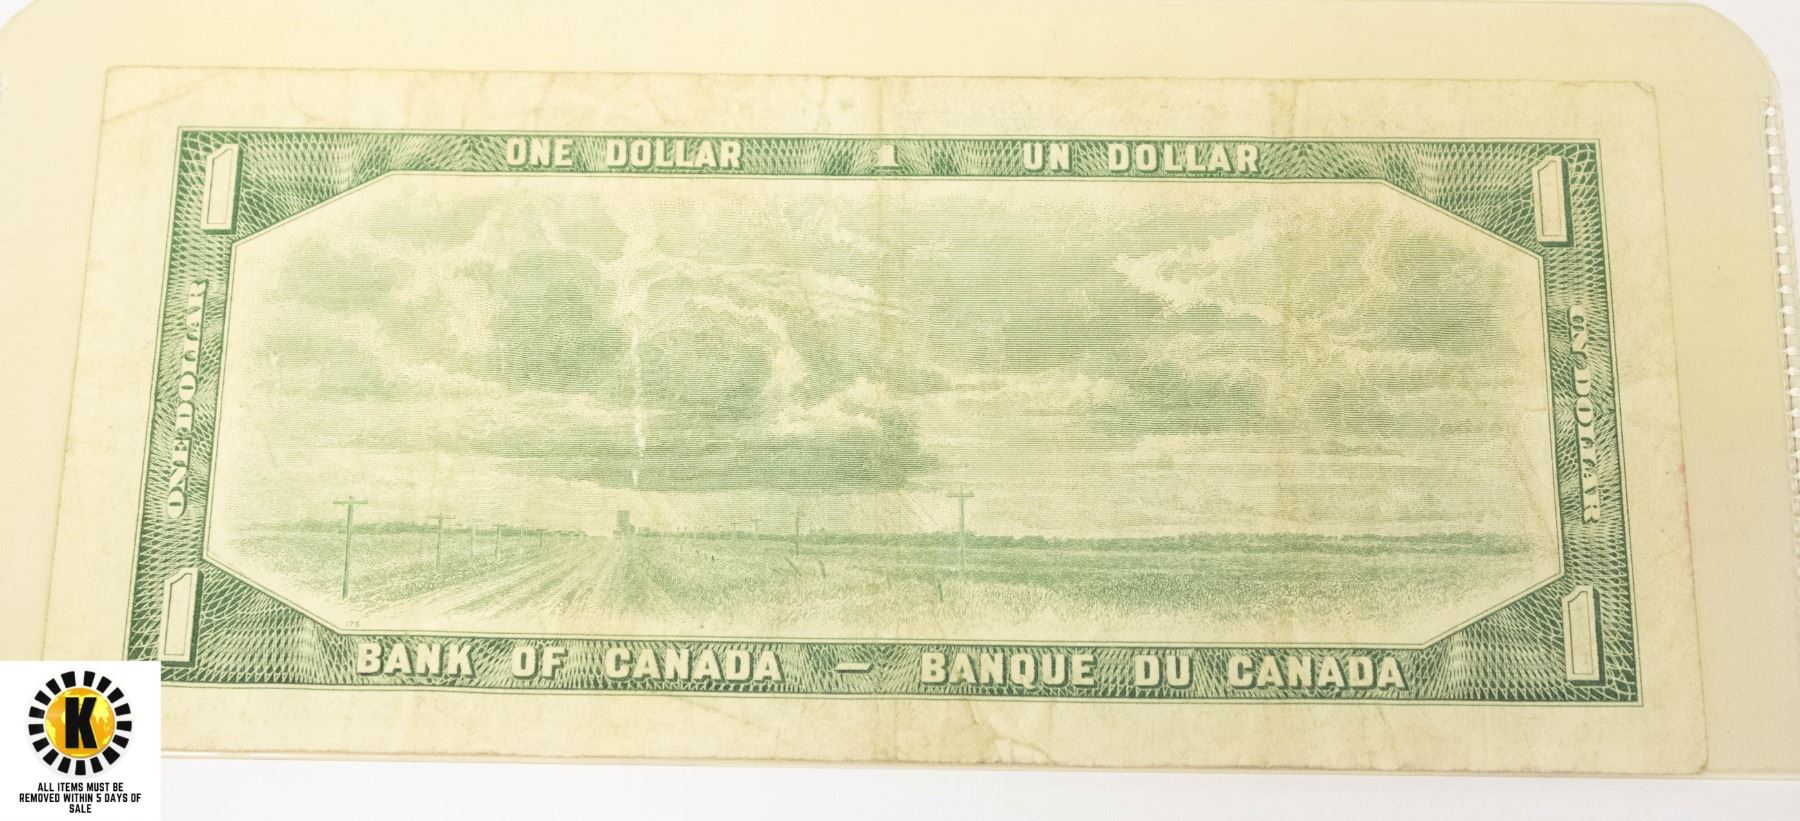 ONE DOLLAR 1 UN DOLLAR
1
1
ONE DOLLAR
UN DOLLAR
175
1
1
BANK OF CANADA — BANQUE DU CANADA
K
ALL ITEMS MUST BE
REMOVED WITHIN 5 DAYS OF
SALE